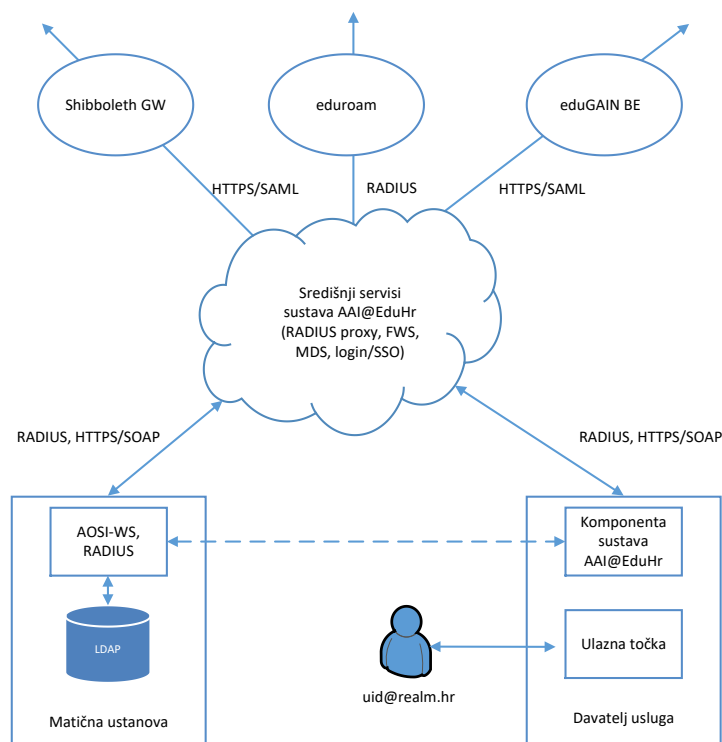 Shibboleth GW
eduroam
eduGAIN BE
HTTPS/SAML
RADIUS
HTTPS/SAML
Središnji servisi
sustava AAI@EduHr
(RADIUS proxy, FWS,
MDS, login/SSO)
RADIUS, HTTPS/SOAP
RADIUS, HTTPS/SOAP
AOSI-WS,
RADIUS
Komponenta
sustava
AAI@EduHr
LDAP
Ulazna točka
uid@realm.hr
Matična ustanova
Davatelj usluga